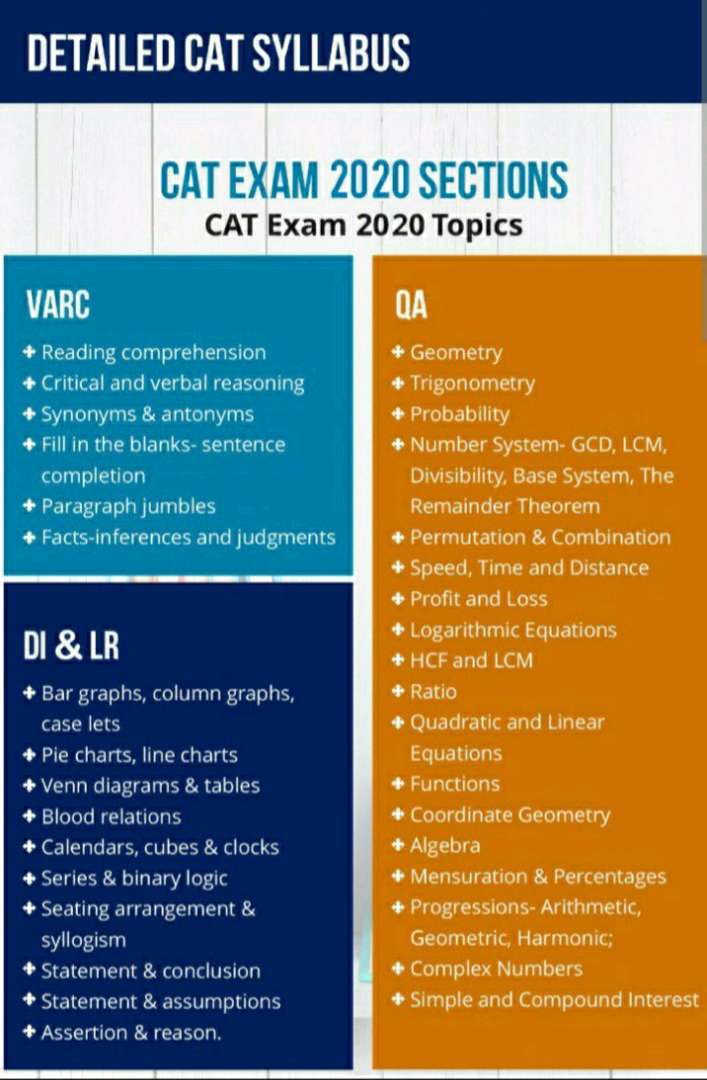 DETAILED CAT SYLLABUS
CAT EXAM 2020 SECTIONS
CAT Exam 2020 Topics
VARC
Reading comprehension
Critical and verbal reasoning
Synonyms & antonyms
Fill in the blanks- sentence
completion
Paragraph jumbles
Facts-inferences and judgments
DI & LR
Bar graphs, column graphs,
case lets
Pie charts, line charts
Venn diagrams & tables
Blood relations
Calendars, cubes & clocks
Series & binary logic
Seating arrangement &
syllogism
Statement & conclusion
Statement & assumptions
Assertion & reason.
QA
Geometry
Trigonometry
Probability
Number System- GCD, LCM,
Divisibility, Base System, The
Remainder Theorem
Permutation & Combination
Speed, Time and Distance
Profit and Loss
Logarithmic Equations
HCF and LCM
Ratio
Quadratic and Linear
Equations
Functions
Coordinate Geometry
Algebra
Mensuration & Percentages
Progressions- Arithmetic,
Geometric, Harmonic;
Complex Numbers
Simple and Compound Interest